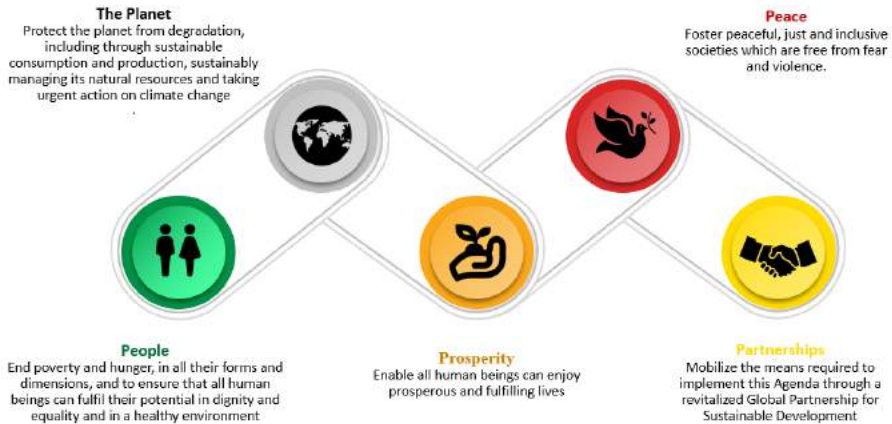 The Planet
Protect the planet from degradation,
including through sustainable
consumption and production, sustainably
managing its natural resources and taking
urgent action on climate change
.
Peace
Foster peaceful, just and inclusive
societies which are free from fear
and violence.
People
End poverty and hunger, in all their forms and
dimensions, and to ensure that all human
beings can fulfil their potential in dignity and
equality and in a healthy environment
Prosperity
Enable all human beings can enjoy
prosperous and fulfilling lives
Partnerships
Mobilize the means required to
implement this Agenda through a
revitalized Global Partnership for
Sustainable Development